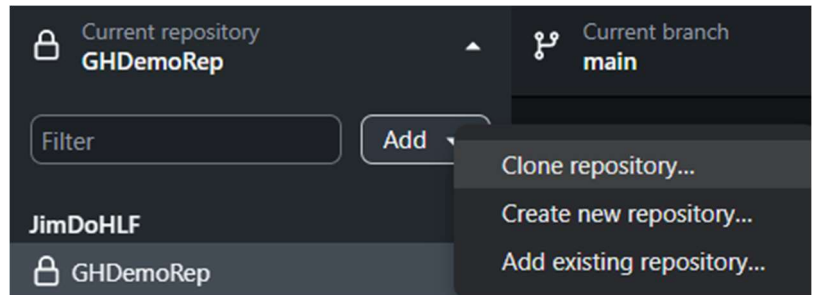 Current repository
GHDemoRep
Current branch
main
Filter
Add
Clone repository...
Create new repository...
Add existing repository...
JimDoHLF
GHDemoRep